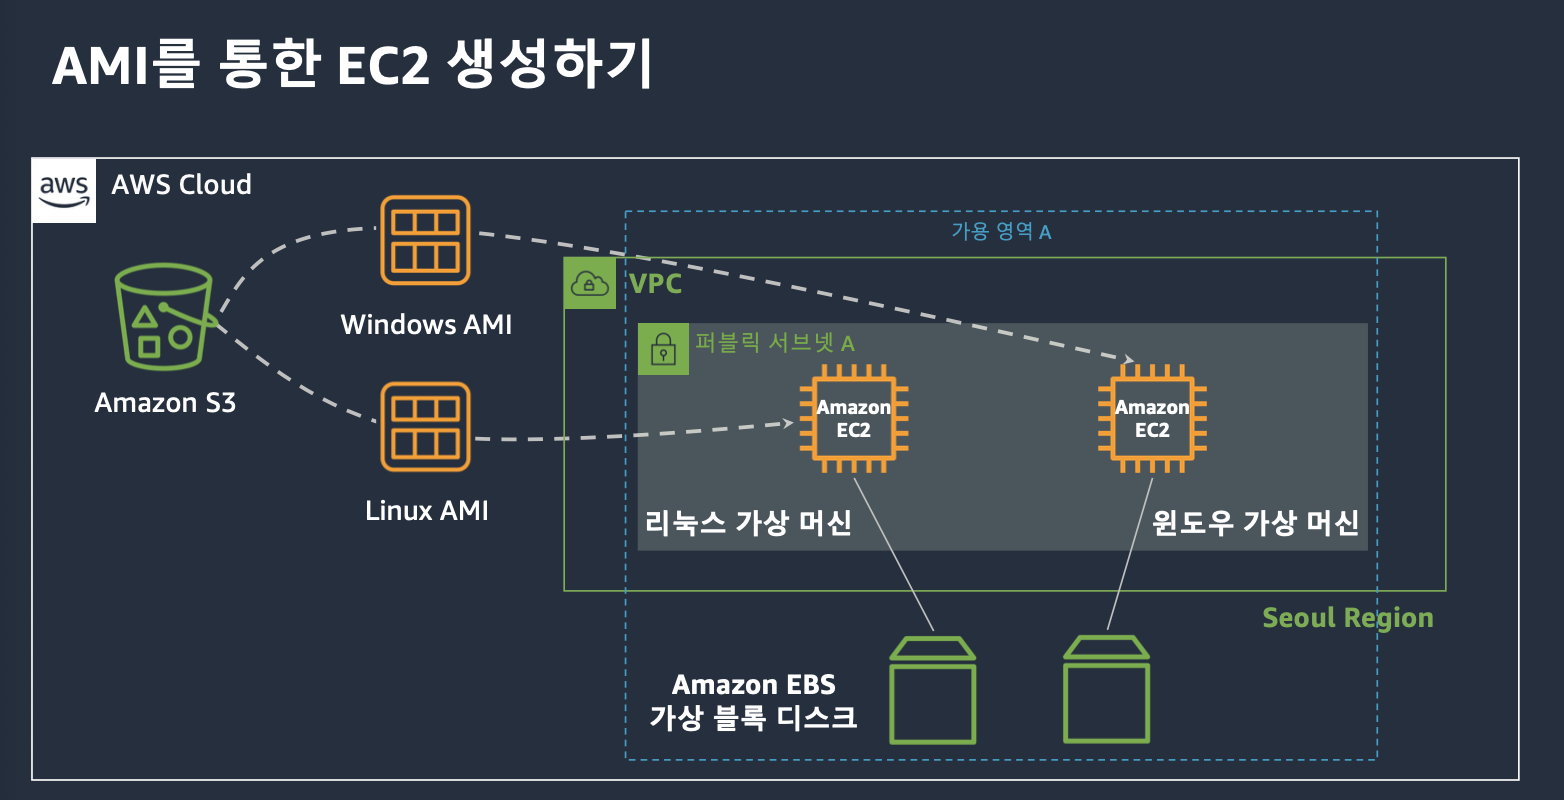 AMI를 통한 EC2 생성하기
aws
AWS Cloud
가용 영역 A
VPC
Windows AMI
퍼블릭 서브넷 A
Amazon S3
Amazon
EC2
Amazon
EC2
Linux AMI
리눅스 가상 머신
윈도우 가상 머신
Seoul Region
Amazon EBS
가상 블록 디스크